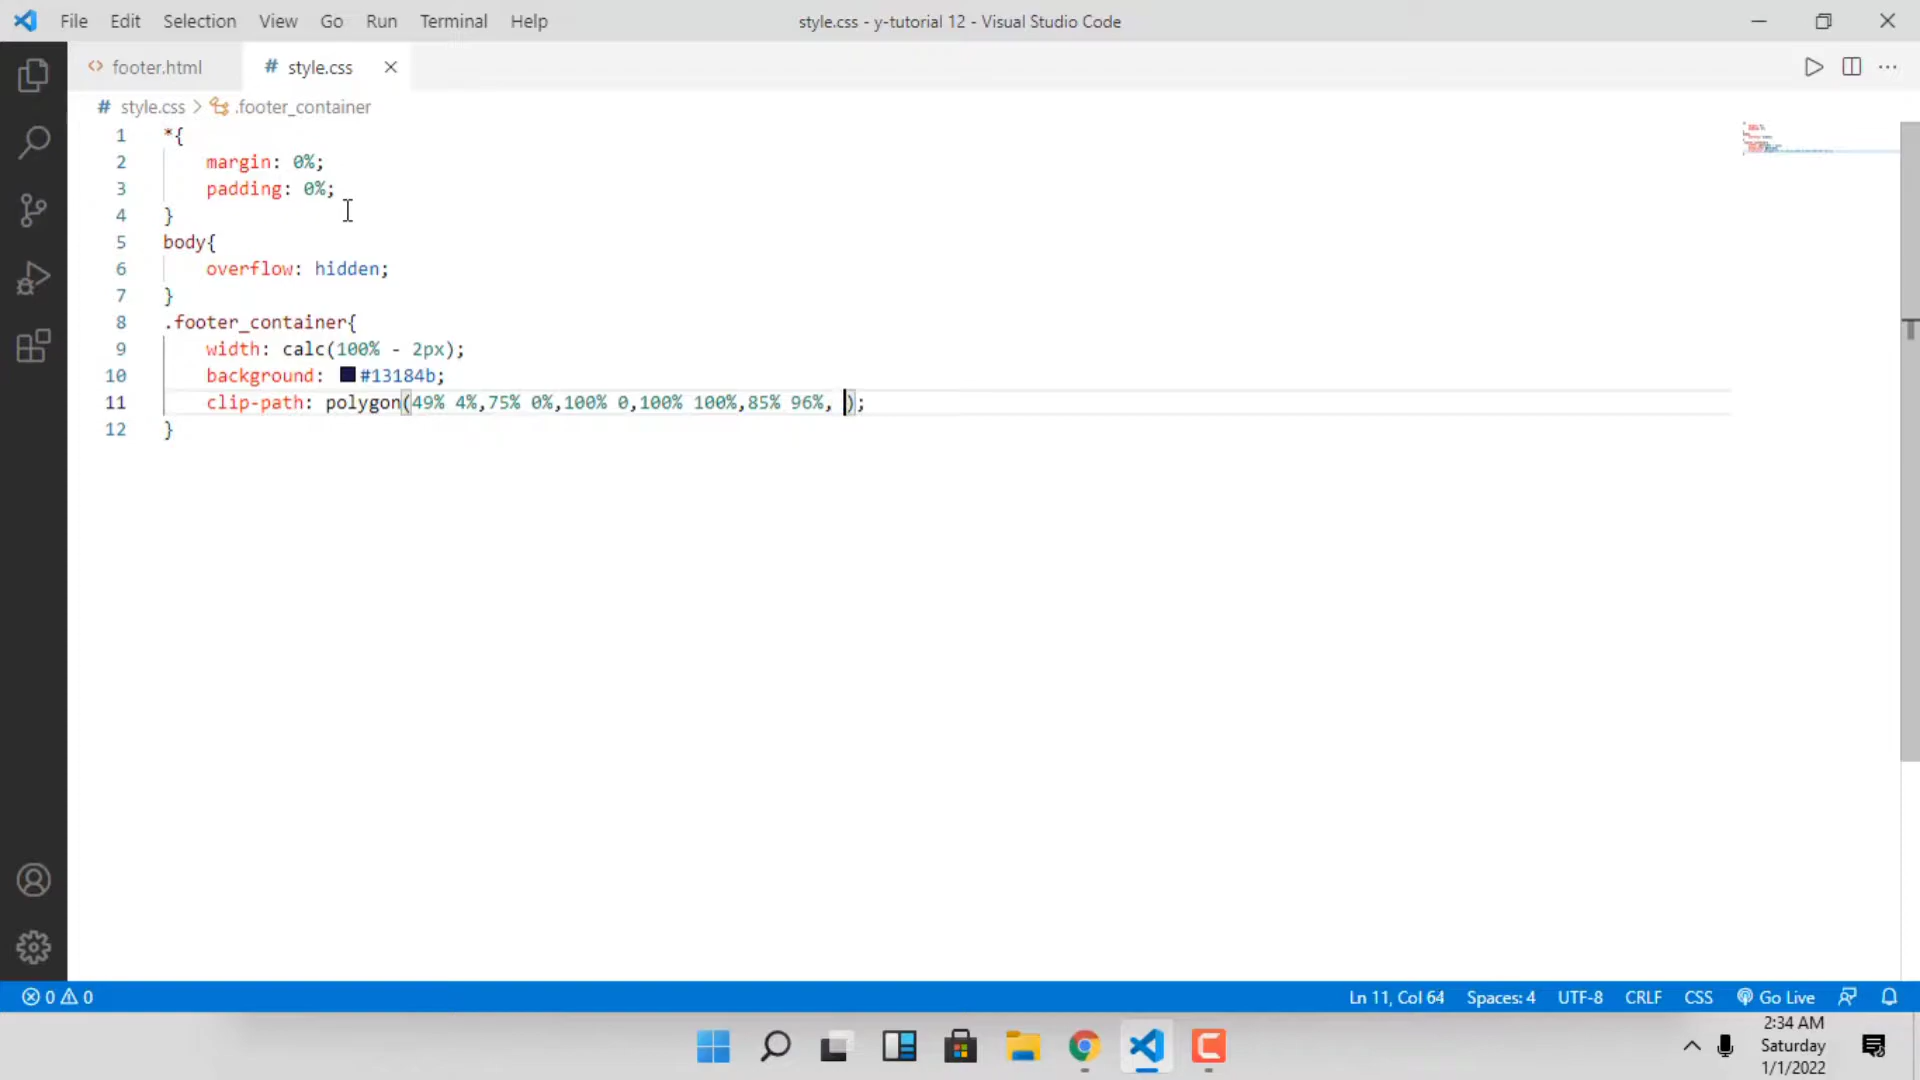 File Edit Selection View Go Run Terminal Help style.css - y-tutorial 12 - Visual Studio Code
footer.html # style.css
# style.css > .footer_container
1 *{
2 margin: 0%;
3 padding: 0%;
4 }
5 body{
6 overflow: hidden;
7 }
8 .footer_container{
9 width: calc(100% - 2px);
10 background: #13184b;
11 clip-path: polygon(49% 4%,75% 0%,100% 0,100% 100%,85% 96%, );
12 }
0 0 Ln 11, Col 64 Spaces: 4 UTF-8 CRLF CSS Go Live
2:34 AM
Saturday
1/1/2022